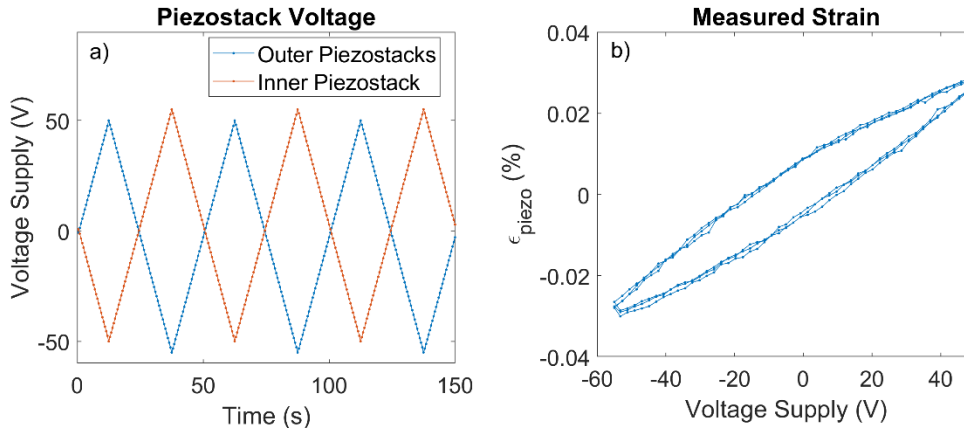 Piezostack Voltage
a)
Outer Piezostacks
Inner Piezostack
50
0
-50
Voltage Supply (V)
0 50 100 150
Time (s)
Measured Strain
b)
0.04
0.02
0
-0.02
-0.04
ϵpiezo (%)
-60 -40 -20 0 20 40
Voltage Supply (V)